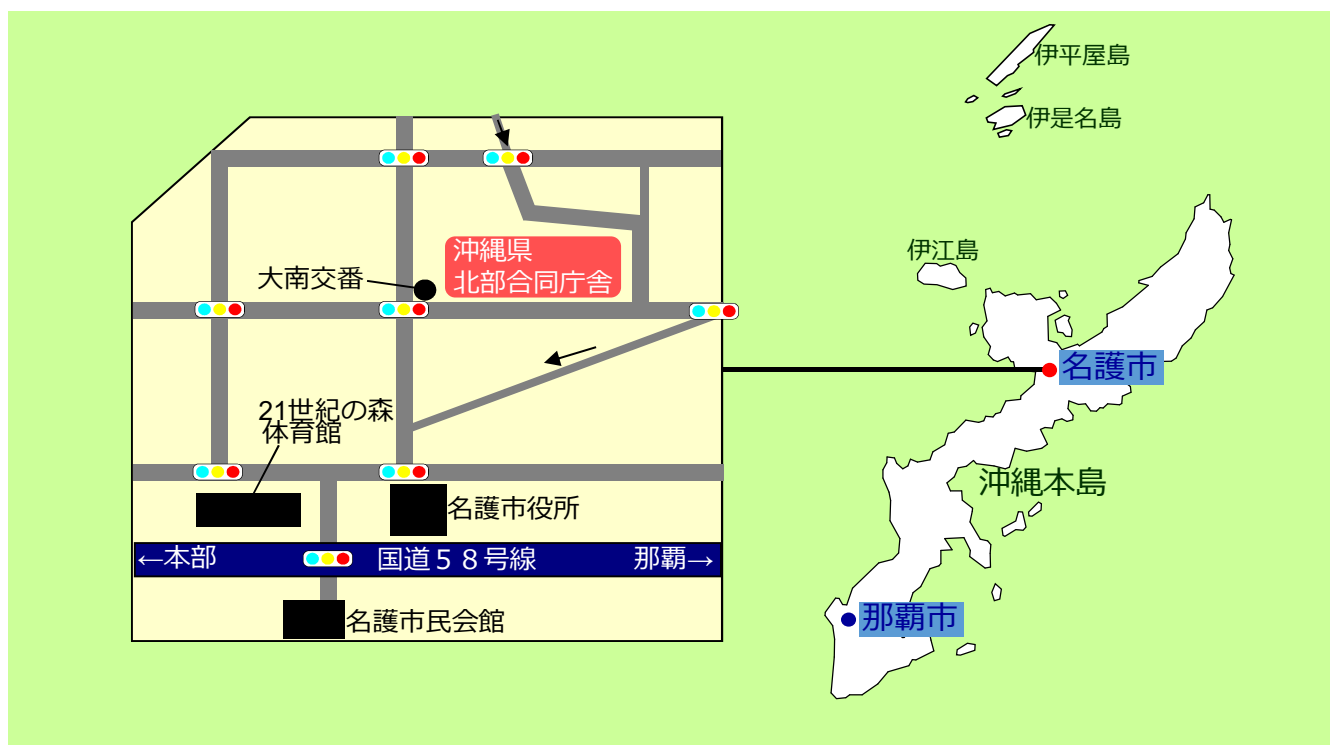 伊平屋島
伊是名島
沖縄県
北部合同庁舎
大南交番
伊江島
名護市
21世紀の森
体育館
沖縄本島
名護市役所
←本部
国道５８号線
那覇→
那覇市
名護市民会館